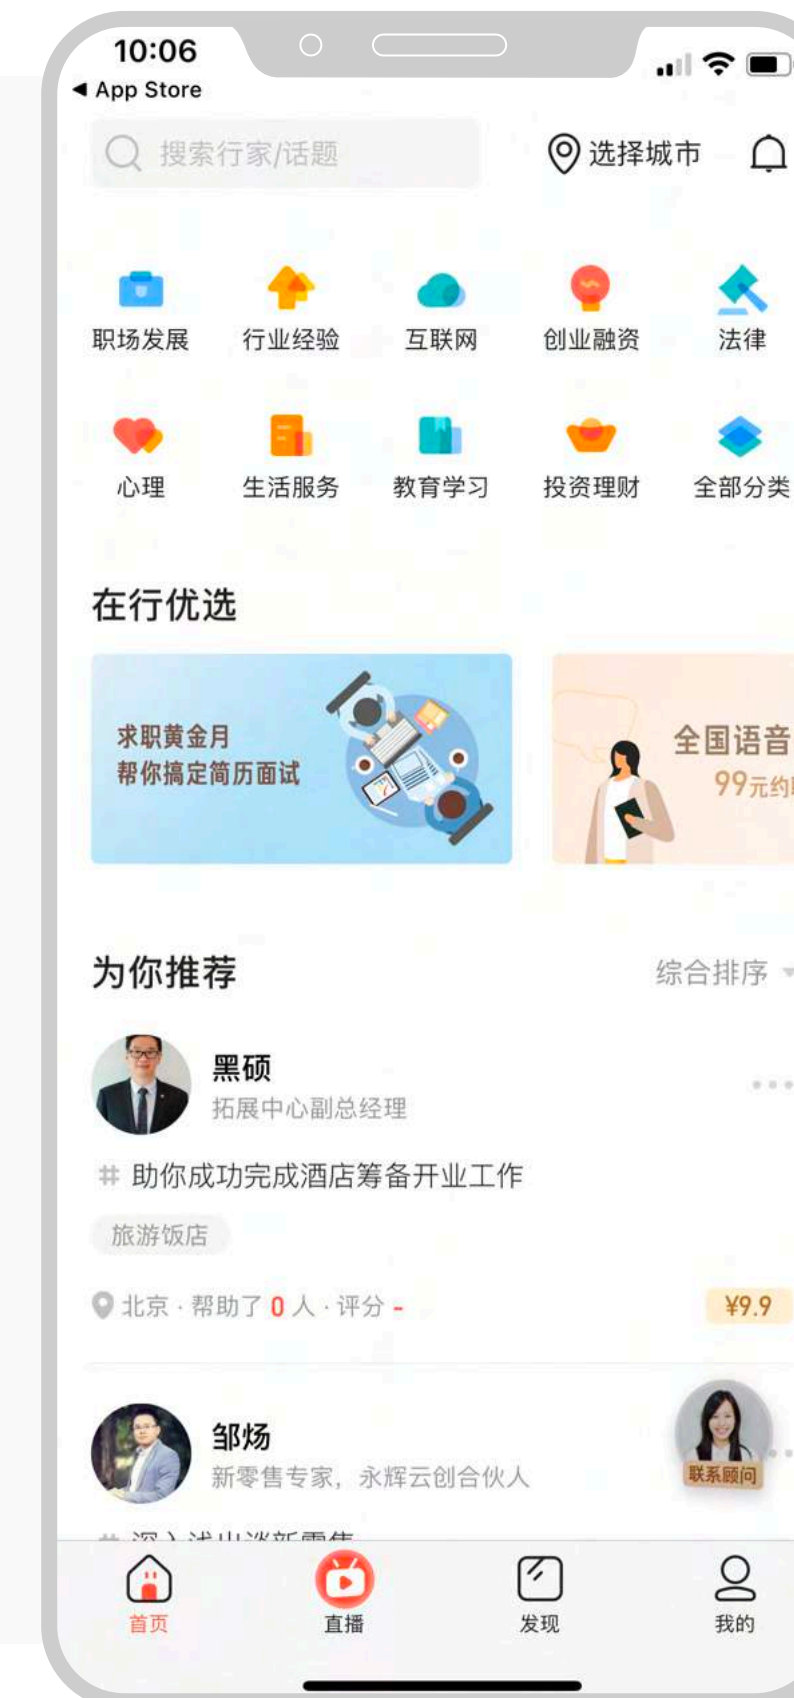 10:06
◀ App Store
搜索行家/话题
选择城市
职场发展 行业经验 互联网 创业融资 法律
心理 生活服务 教育学习 投资理财 全部分类
在行优选
求职黄金月
帮你搞定简历面试
全国语音
99元约
为你推荐
综合排序
黑硕
拓展中心副总经理
# 助你成功完成酒店筹备开业工作
旅游饭店
北京 · 帮助了 0 人 · 评分 -
¥9.9
邹炀
新零售专家，永辉云创合伙人
联系顾问
首页 直播 发现 我的